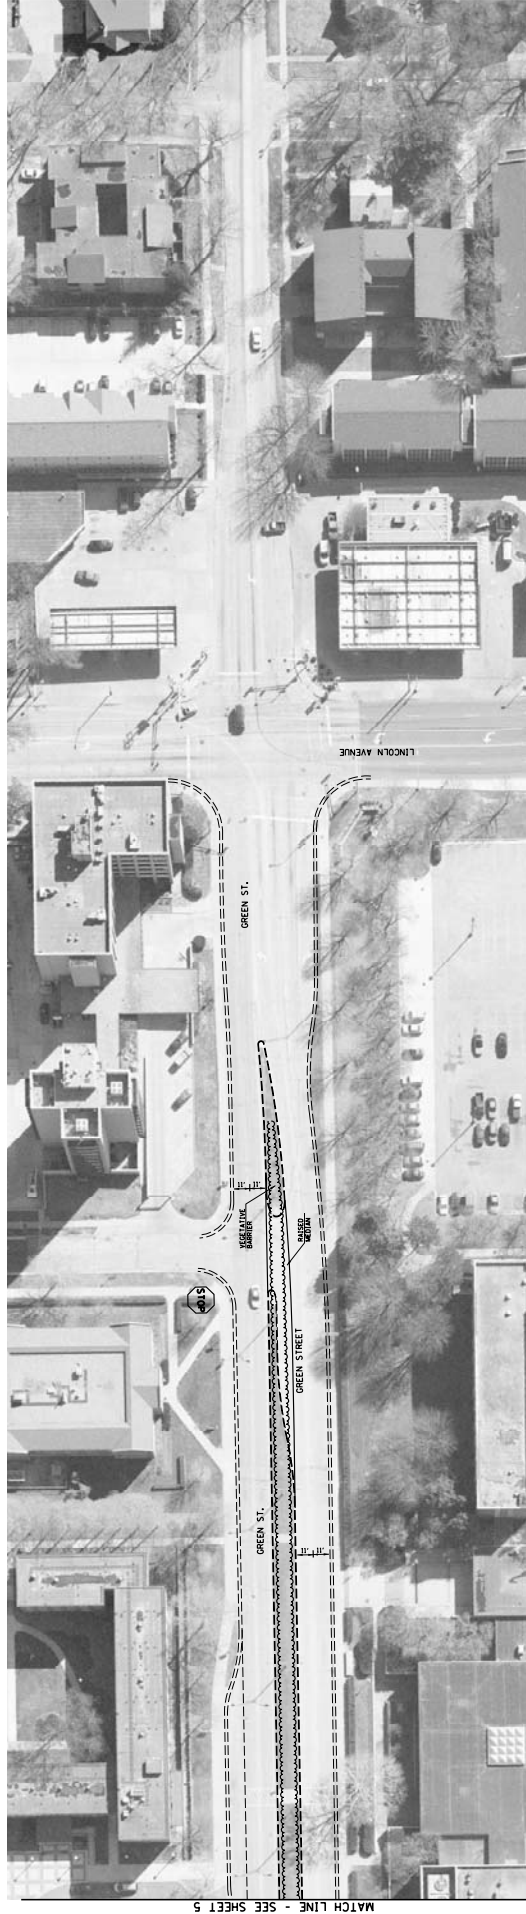 LINCOLN AVENUE
GREEN ST.
11' 11'
VEGETATIVE
BARRIER
RAISED
MEDIAN
STOP
GREEN STREET
GREEN ST.
11' 11'
MATCH LINE - SEE SHEET 5